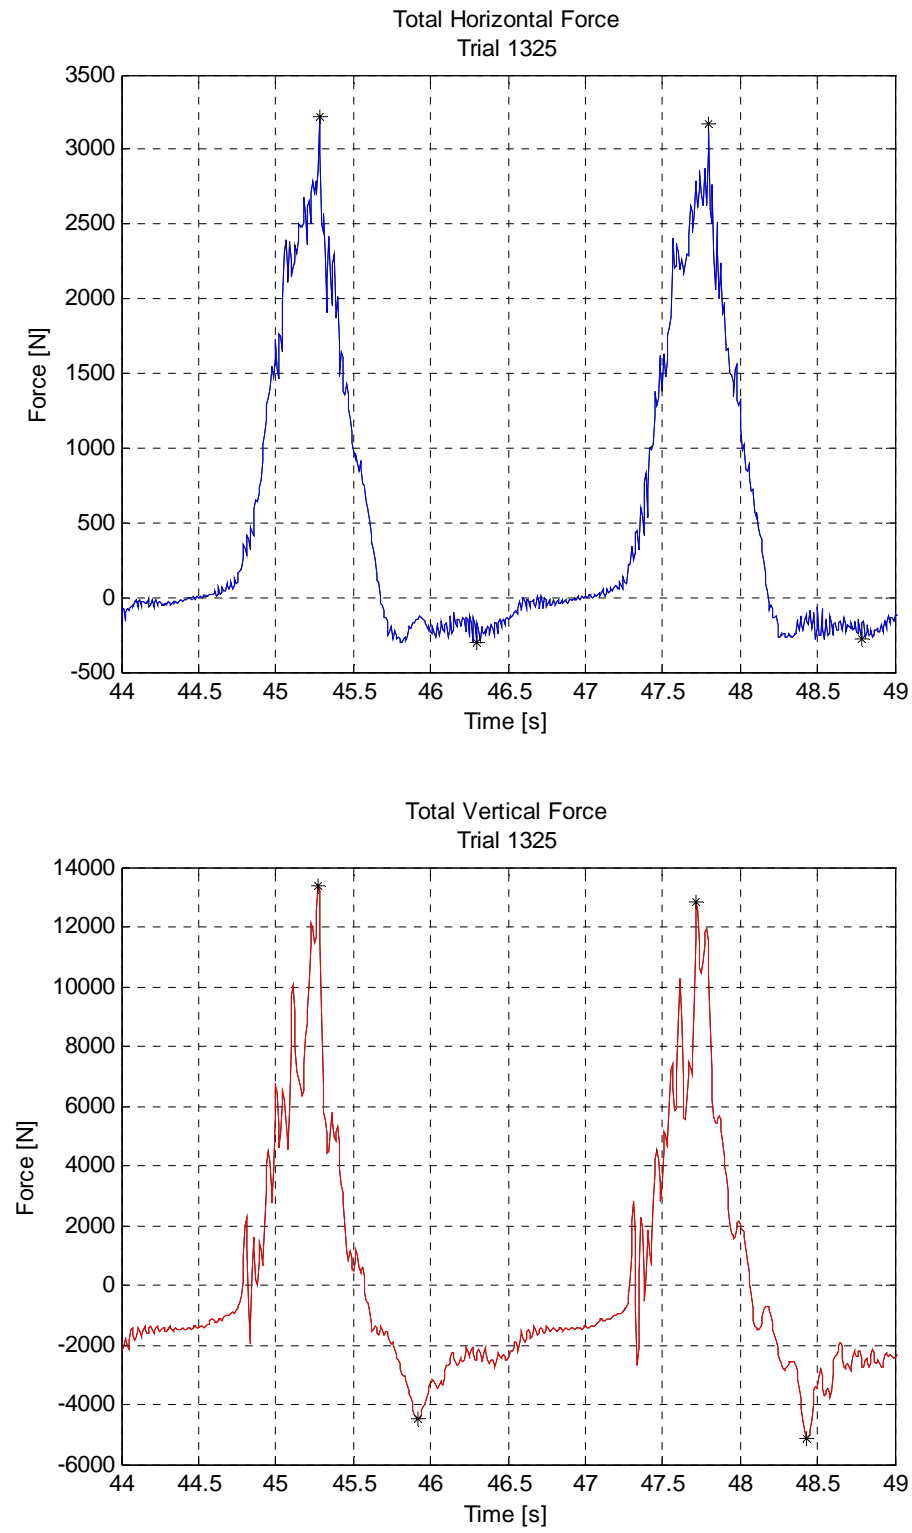 Total Horizontal Force
Trial 1325
3500
3000
2500
2000
1500
1000
500
0
-500
Force [N]
44 44.5 45 45.5 46 46.5 47 47.5 48 48.5 49
Time [s]
Total Vertical Force
Trial 1325
14000
12000
10000
8000
6000
4000
2000
0
-2000
-4000
-6000
Force [N]
44 44.5 45 45.5 46 46.5 47 47.5 48 48.5 49
Time [s]